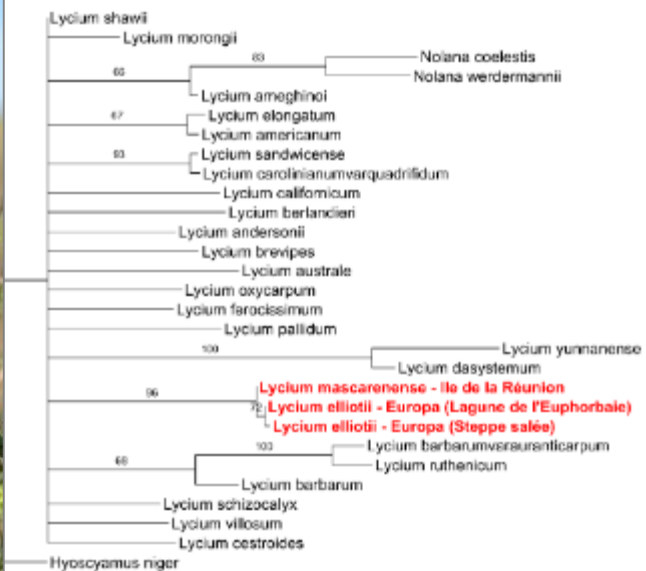 Lycium shawii
Lycium morongii
83
Nolana coelestis
Nolana werdermannii
65
Lycium ameghinoi
67
Lycium elongatum
Lycium americanum
93
Lycium sandwicense
Lycium carolinianumvarquadrifidum
Lycium californicum
Lycium berlandieri
Lycium andersonii
Lycium brevipes
Lycium australe
Lycium oxycarpum
Lycium ferocissimum
Lycium pallidum
100
Lycium yunnanense
Lycium dasystemum
96
Lycium mascarenense - Ile de la Réunion
72
Lycium elliotii - Europa (Lagune de l'Euphorbaie)
Lycium elliotii - Europa (Steppe salée)
100
Lycium barbarumvarauranticarpum
Lycium ruthenicum
68
Lycium barbarum
Lycium schizocalyx
Lycium villosum
Lycium cestroides
Hyoscyamus niger